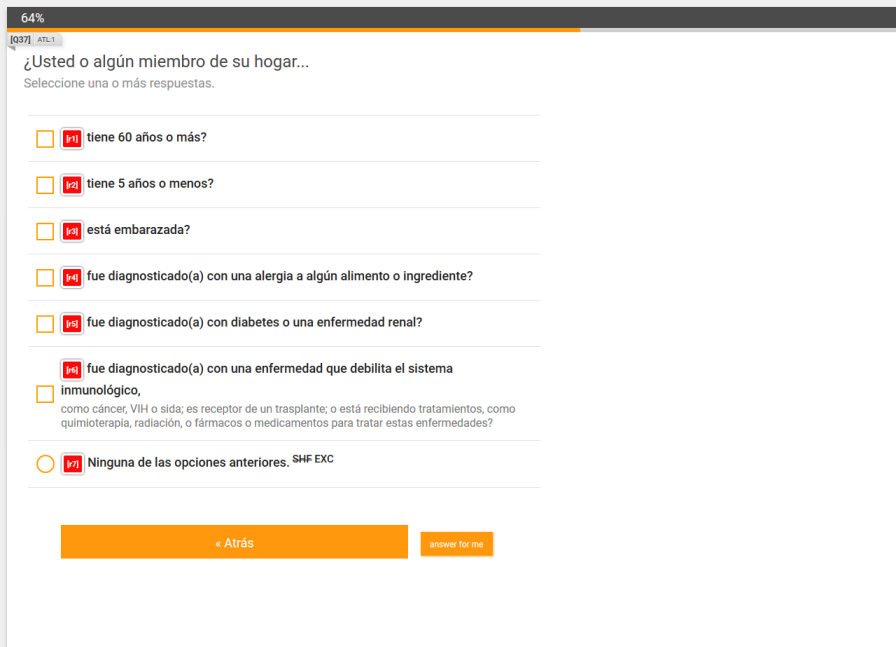 64%
[Q37] ATL:1
¿Usted o algún miembro de su hogar...
Seleccione una o más respuestas.
[r1] tiene 60 años o más?
[r2] tiene 5 años o menos?
[r3] está embarazada?
[r4] fue diagnosticado(a) con una alergia a algún alimento o ingrediente?
[r5] fue diagnosticado(a) con diabetes o una enfermedad renal?
[r6] fue diagnosticado(a) con una enfermedad que debilita el sistema
inmunológico,
como cáncer, VIH o sida; es receptor de un trasplante; o está recibiendo tratamientos, como
quimioterapia, radiación, o fármacos o medicamentos para tratar estas enfermedades?
[r7] Ninguna de las opciones anteriores. SHF EXC
« Atrás
answer for me